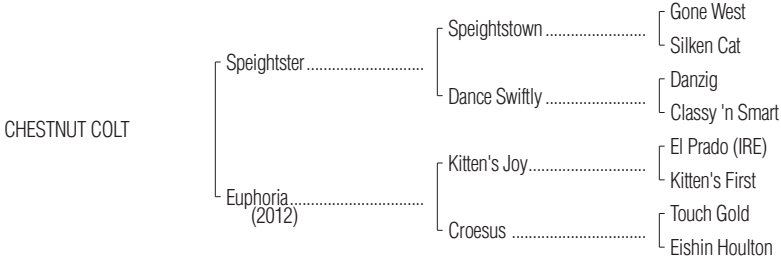 Gone West
Speightstown ........................
Silken Cat
Speightster ............................
Danzig
Dance Swiftly ........................
Classy 'n Smart
CHESTNUT COLT
El Prado (IRE)
Kitten's Joy............................
Kitten's First
Euphoria................................
(2012)
Touch Gold
Croesus ................................
Eishin Houlton